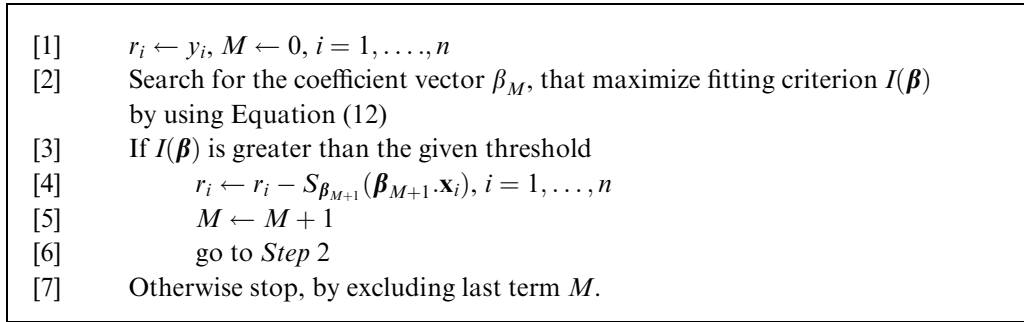 [1] r_i ← y_i, M ← 0, i = 1, . . . ., n
[2] Search for the coefficient vector β_M, that maximize fitting criterion I(β)
by using Equation (12)
[3] If I(β) is greater than the given threshold
[4] r_i ← r_i − S_{β_{M+1}}(β_{M+1}.x_i), i = 1, . . . , n
[5] M ← M + 1
[6] go to Step 2
[7] Otherwise stop, by excluding last term M.